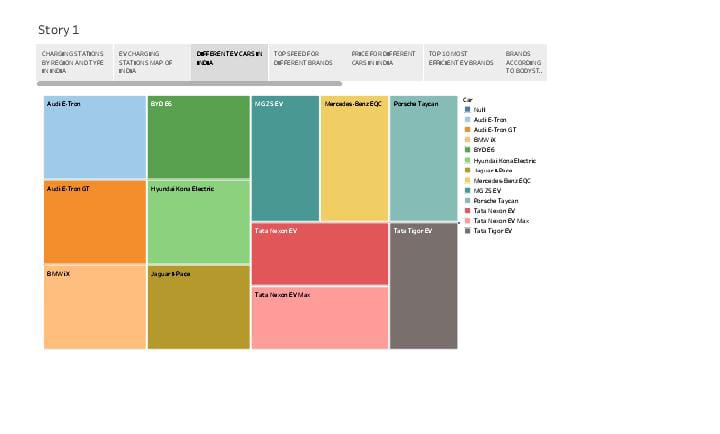 Story 1
CHARGING STATIONS
BY REGION AND TYPE
IN INDIA
EV CHARGING
STATIONS MAP OF
INDIA
DIFFERENT EV CARS IN
INDIA
TOP SPEED FOR
DIFFERENT BRANDS
PRICE FOR DIFFERENT
CARS IN INDIA
TOP 10 MOST
EFFICIENT EV BRANDS
BRANDS
ACCORDING
TO BODYST..
Audi E-Tron
BYD E6
MG ZS EV
Mercedes-Benz EQC
Porsche Taycan
Audi E-Tron GT
Hyundai Kona Electric
Tata Nexon EV
Tata Tigor EV
BMW iX
Jaguar I-Pace
Tata Nexon EV Max
Car
Null
Audi E-Tron
Audi E-Tron GT
BMW iX
BYD E6
Hyundai Kona Electric
Jaguar I-Pace
Mercedes-Benz EQC
MG ZS EV
Porsche Taycan
Tata Nexon EV
Tata Nexon EV Max
Tata Tigor EV